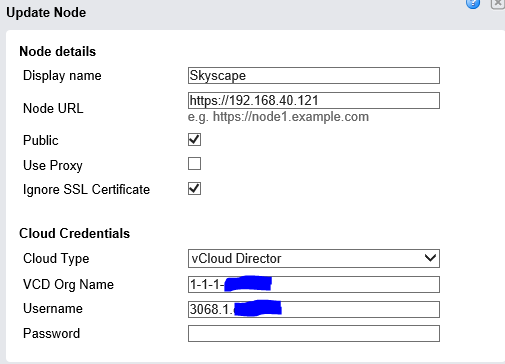 Update Node
Node details
Display name Skyscape
Node URL https://192.168.40.121
e.g. https://node1.example.com
Public
Use Proxy
Ignore SSL Certificate
Cloud Credentials
Cloud Type vCloud Director
VCD Org Name 1-1-1-
Username 3068.1.
Password